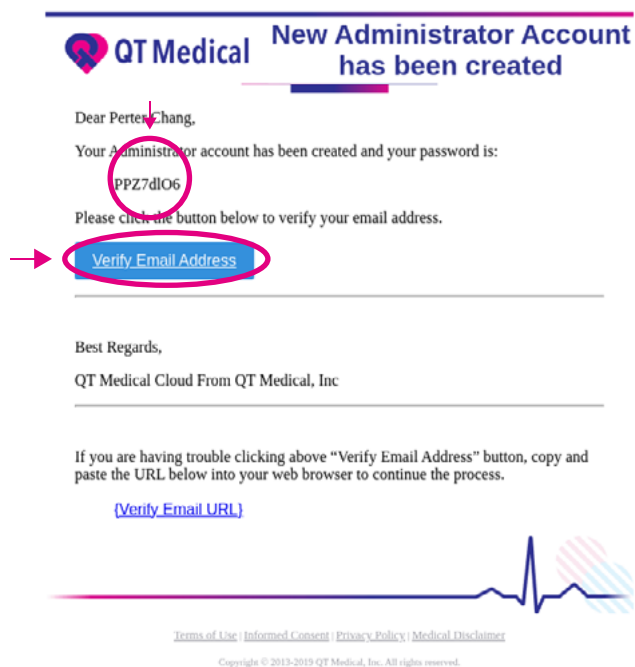 QT Medical
New Administrator Account
has been created
Dear Perter Chang,
Your Administrator account has been created and your password is:
PPZ7dlO6
Please click the button below to verify your email address.
Verify Email Address
Best Regards,
QT Medical Cloud From QT Medical, Inc
If you are having trouble clicking above “Verify Email Address” button, copy and
paste the URL below into your web browser to continue the process.
{Verify Email URL}
Terms of Use | Informed Consent | Privacy Policy | Medical Disclaimer
Copyright © 2013-2019 QT Medical, Inc. All rights reserved.